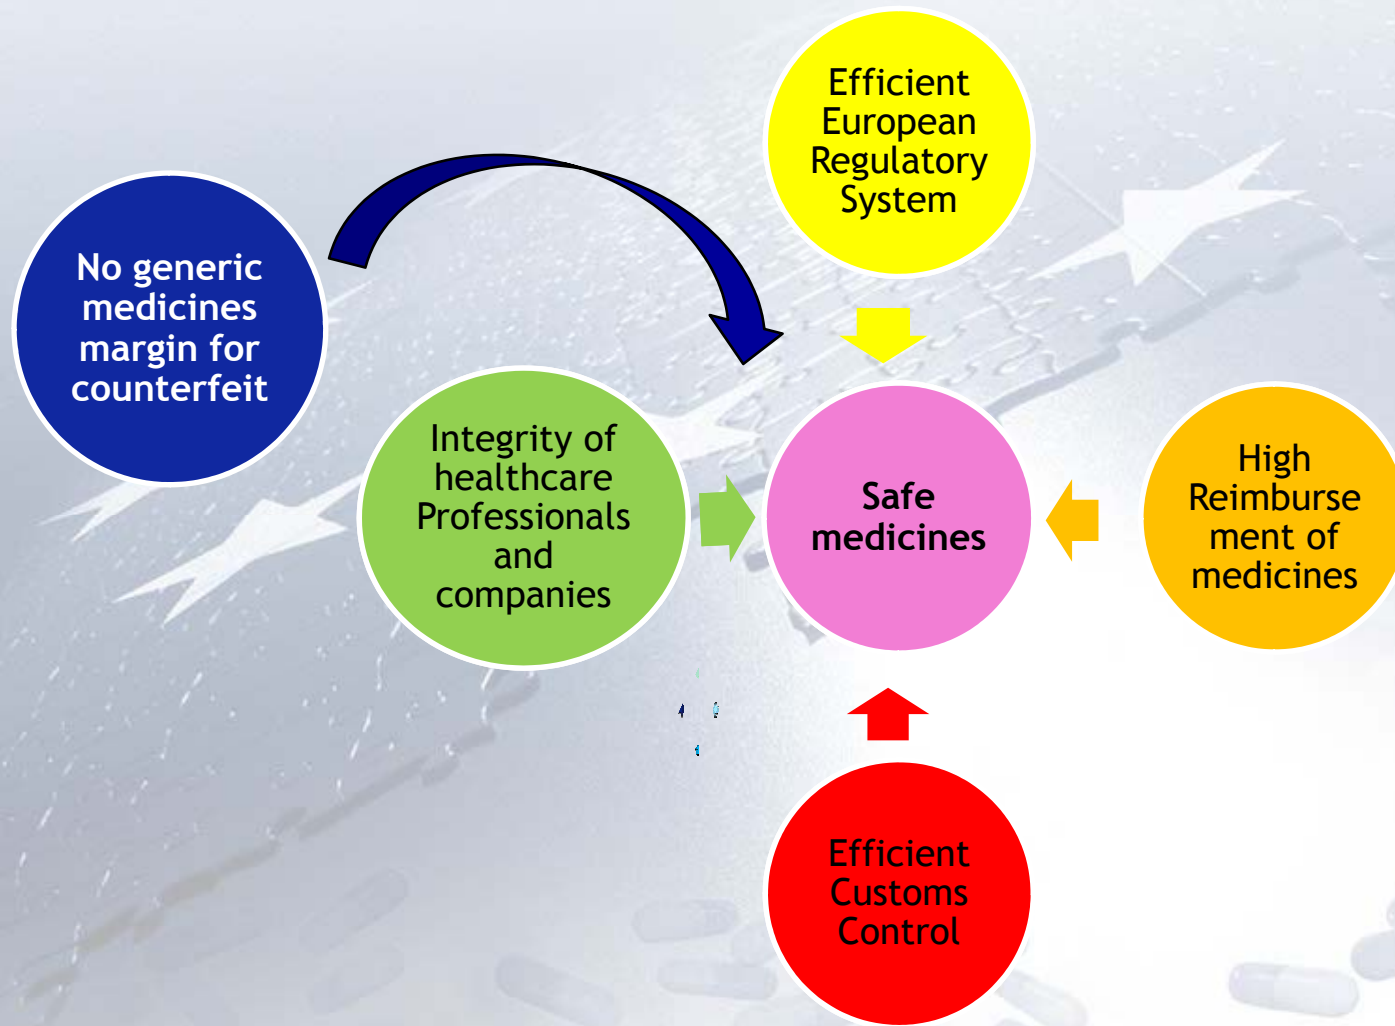 Efficient
European
Regulatory
System
No generic
medicines
margin for
counterfeit
Integrity of
healthcare
Professionals
and
companies
Safe
medicines
High
Reimburse
ment of
medicines
Efficient
Customs
Control